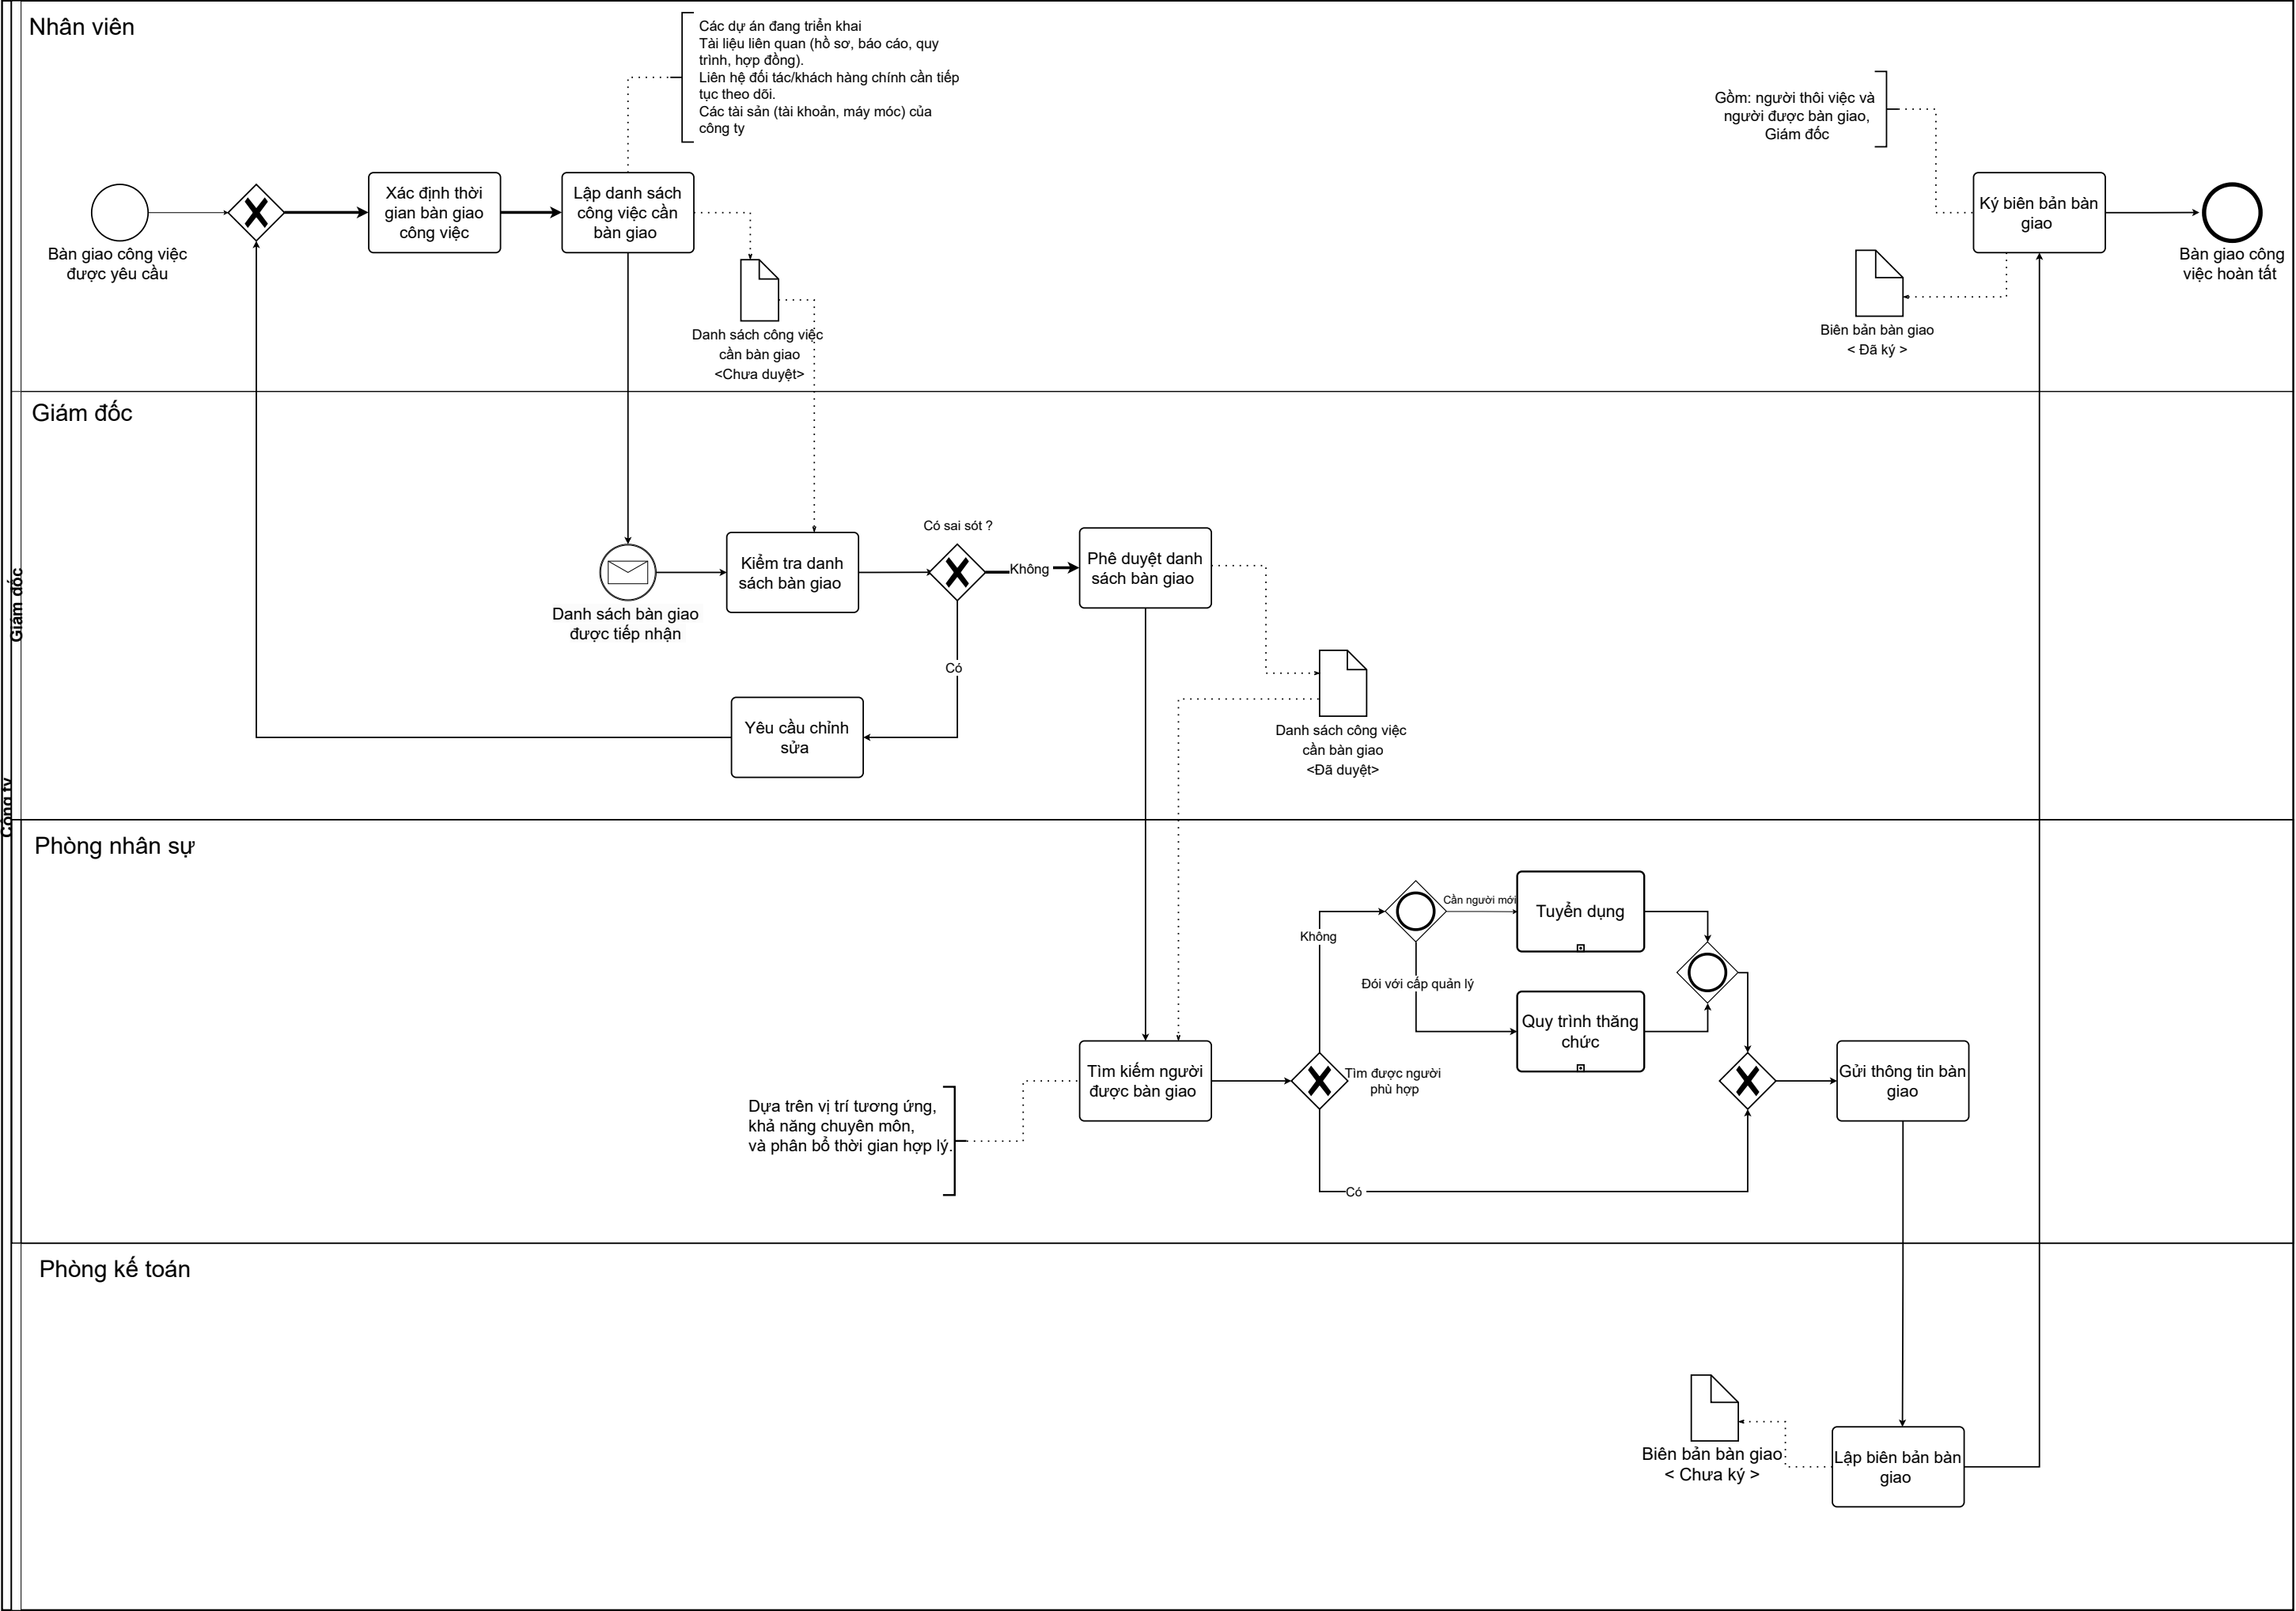 Nhân viên
Các dự án đang triển khai
Tài liệu liên quan (hồ sơ, báo cáo, quy
trình, hợp đồng).
Liên hệ đối tác/khách hàng chính cần tiếp
tục theo dõi.
Các tài sản (tài khoản, máy móc) của
công ty
Gồm: người thôi việc và
người được bàn giao,
Giám đốc
Bàn giao công việc
được yêu cầu
Xác định thời
gian bàn giao
công việc
Lập danh sách
công việc cần
bàn giao
Danh sách công việc
cần bàn giao
<Chưa duyệt>
Ký biên bản bàn
giao
Biên bản bàn giao
< Đã ký >
Bàn giao công
việc hoàn tất
Giám đốc
Giám đốc
Công ty
Danh sách bàn giao
được tiếp nhận
Kiểm tra danh
sách bàn giao
Có sai sót ?
Không
Phê duyệt danh
sách bàn giao
Có
Yêu cầu chỉnh
sửa
Danh sách công việc
cần bàn giao
<Đã duyệt>
Phòng nhân sự
Dựa trên vị trí tương ứng,
khả năng chuyên môn,
và phân bổ thời gian hợp lý.
Tìm kiếm người
được bàn giao
Tìm được người
phù hợp
Không
Cần người mới
Đói với cấp quản lý
Tuyển dụng
Quy trình thăng
chức
Có
Gửi thông tin bàn
giao
Phòng kế toán
Biên bản bàn giao
< Chưa ký >
Lập biên bản bàn
giao